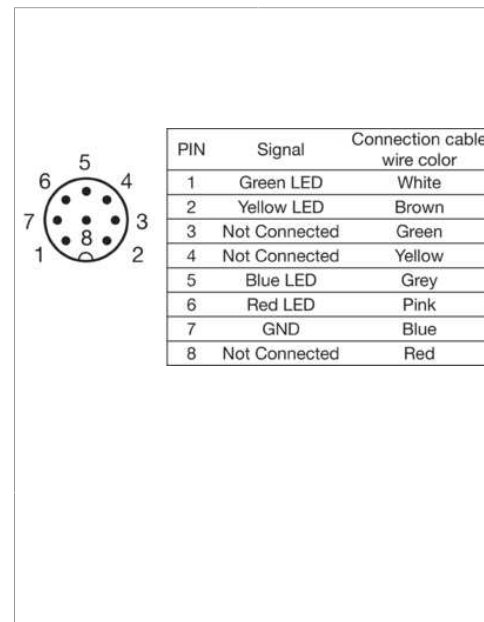 5
6 4
7 3
8
1 2
PIN Signal Connection cable wire color
1 Green LED White
2 Yellow LED Brown
3 Not Connected Green
4 Not Connected Yellow
5 Blue LED Grey
6 Red LED Pink
7 GND Blue
8 Not Connected Red